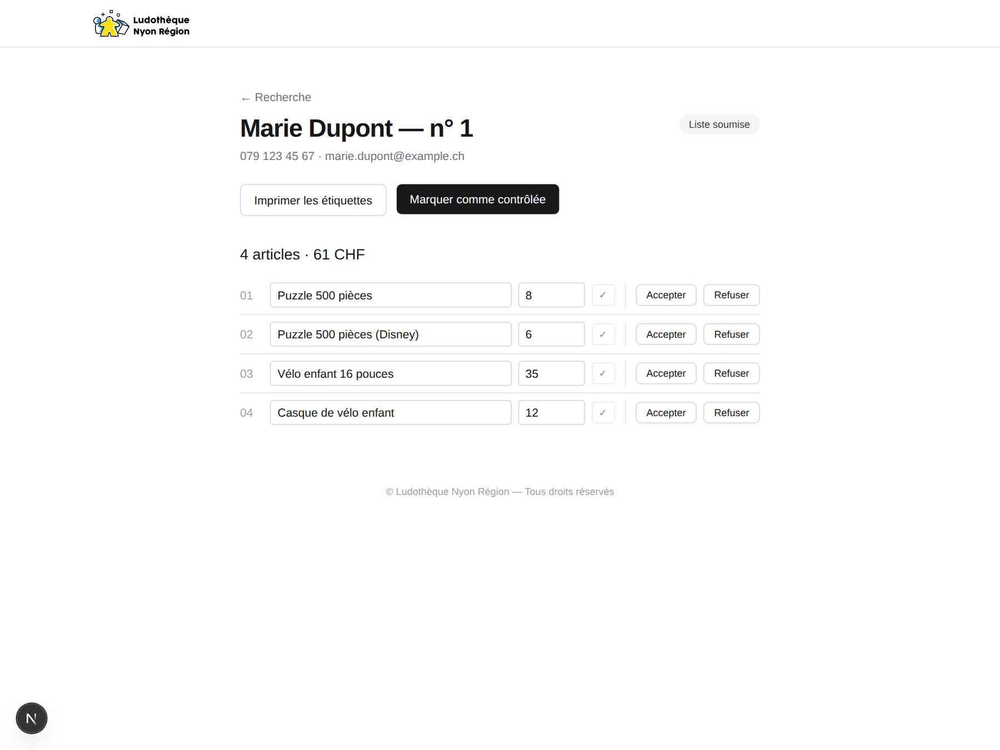 Ludothèque
Nyon Région
← Recherche
Marie Dupont — n° 1
Liste soumise
079 123 45 67 · marie.dupont@example.ch
Imprimer les étiquettes
Marquer comme contrôlée
4 articles · 61 CHF
01 Puzzle 500 pièces 8 ✓ Accepter Refuser
02 Puzzle 500 pièces (Disney) 6 ✓ Accepter Refuser
03 Vélo enfant 16 pouces 35 ✓ Accepter Refuser
04 Casque de vélo enfant 12 ✓ Accepter Refuser
© Ludothèque Nyon Région — Tous droits réservés
N